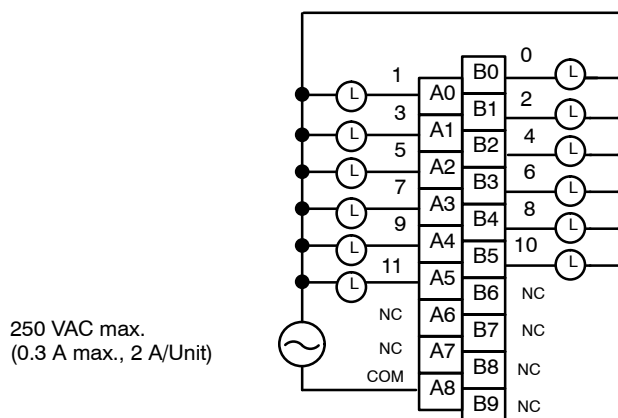 0
1 B0 L
L A0 2
3 B1 L
L A1 4
5 B2 L
L A2 6
7 B3 L
L A3 8
9 B4 L
L A4 10
11 B5 L
L A5 B6 NC
NC A6 B7 NC
NC A7 B8 NC
COM A8 B9 NC
250 VAC max.
(0.3 A max., 2 A/Unit)